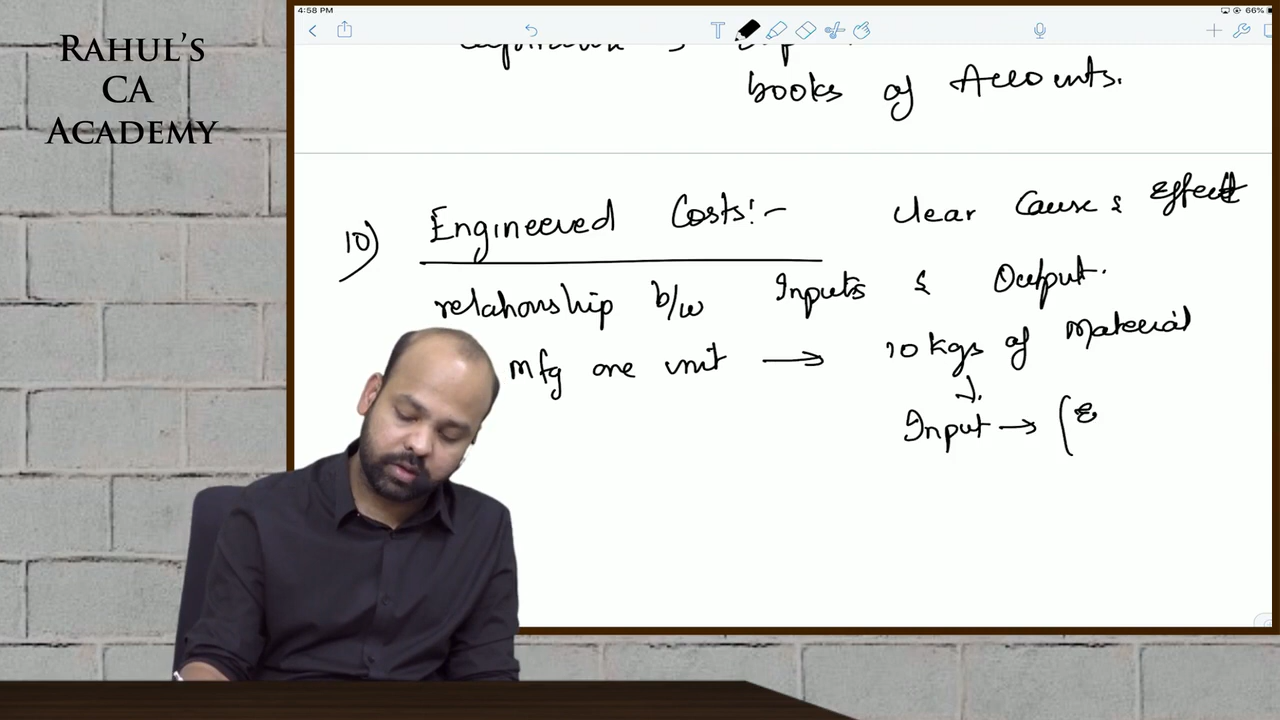 RAHUL'S
CA
ACADEMY
4:58 PM
66%
T
books of Accounts.
10) Engineered Costs:- clear Cause & Effect
relationship b/w Inputs & Output.
Mfg one unit → 10 kgs of Material
↓
Input → (E